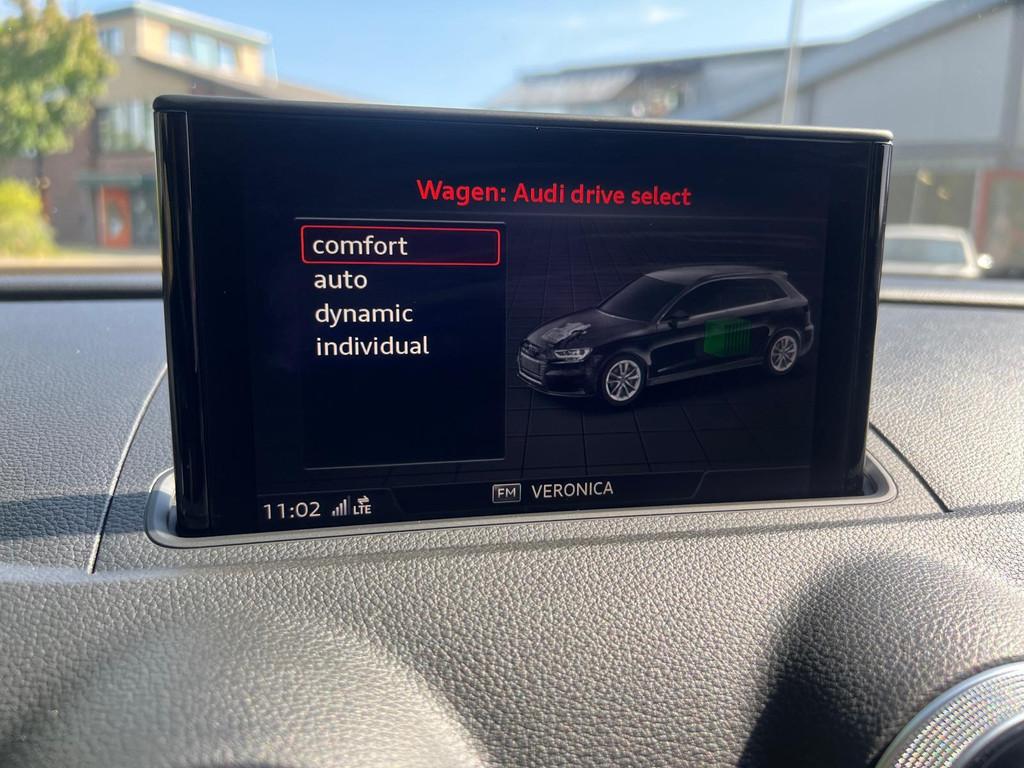 Wagen: Audi drive select
comfort
auto
dynamic
individual
11:02 LTE
FM VERONICA